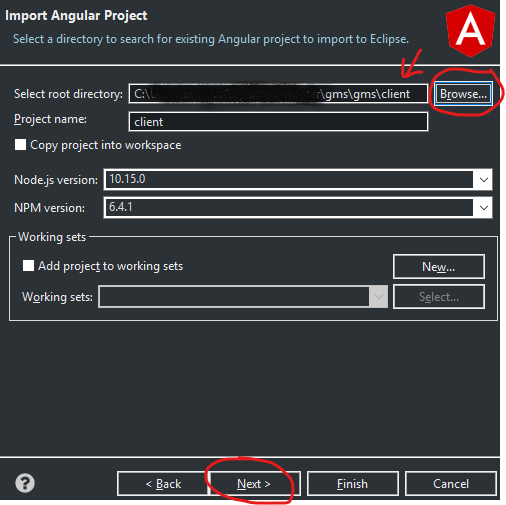 Import Angular Project
Select a directory to search for existing Angular project to import to Eclipse.
A
Select root directory: C:\ \gms\gms\client Browse...
Project name: client
Copy project into workspace
Node.js version: 10.15.0
NPM version: 6.4.1
Working sets
Add project to working sets New...
Working sets: Select...
? < Back Next > Finish Cancel